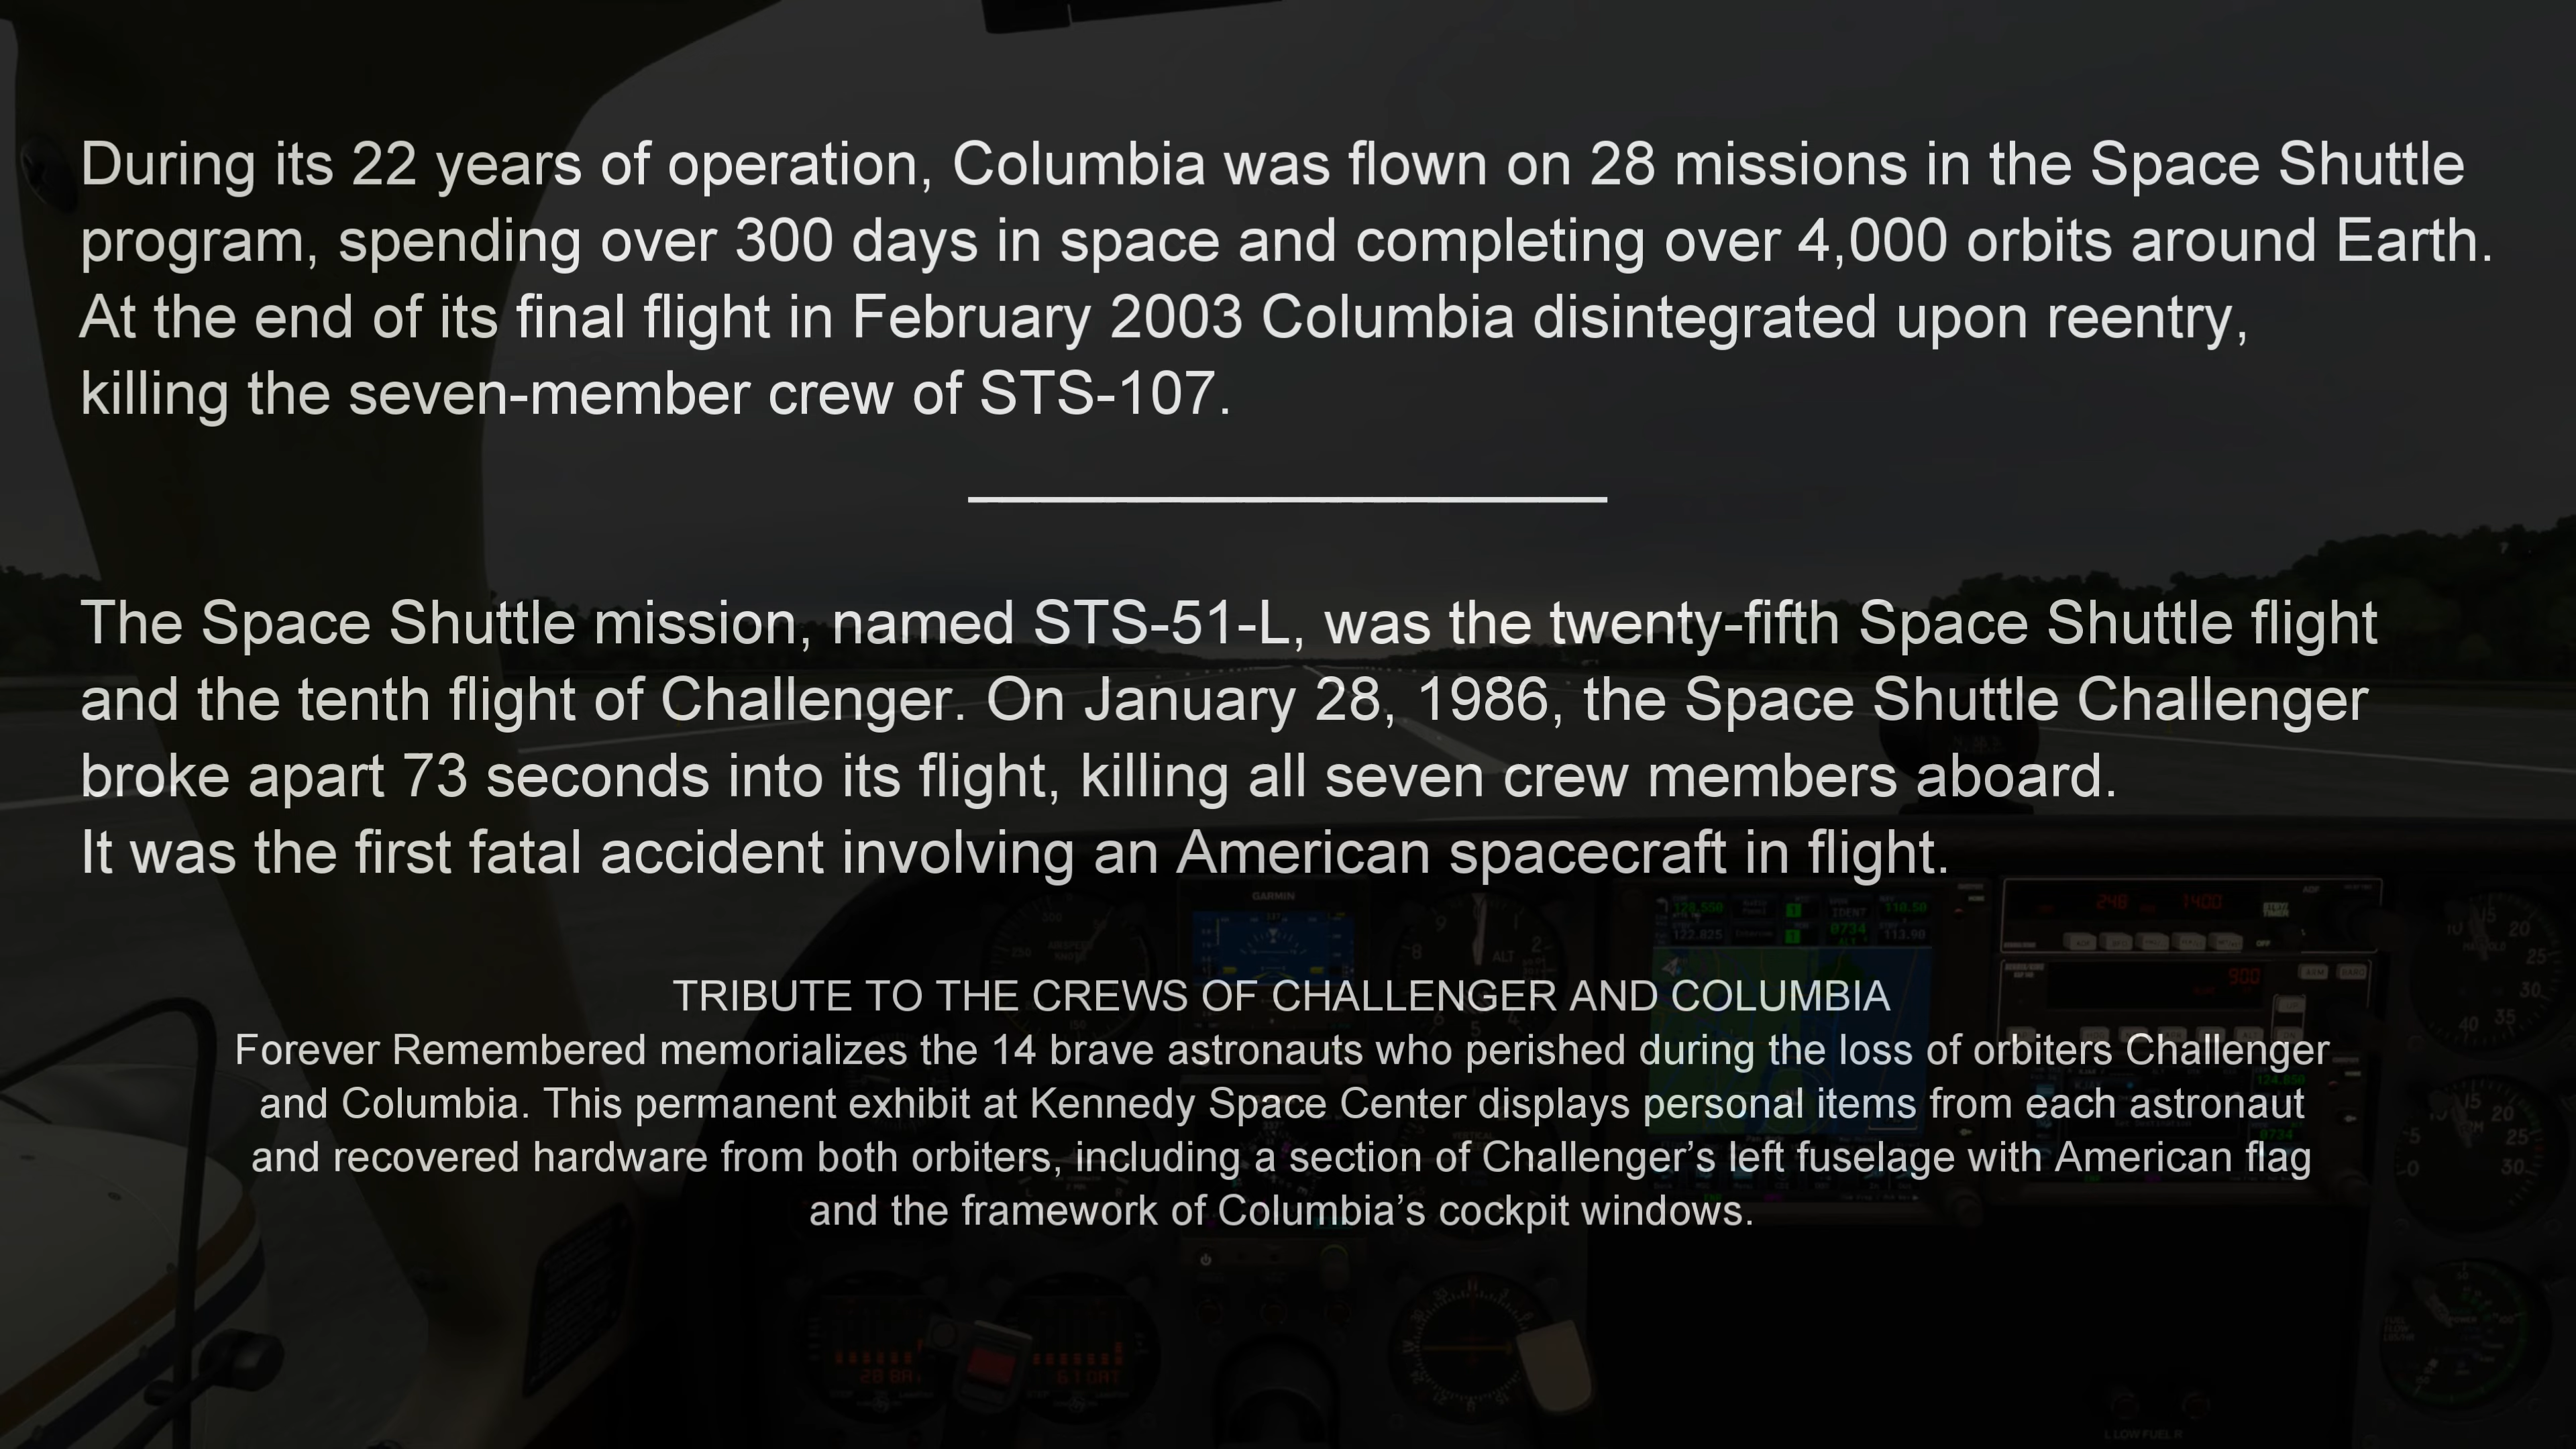 During its 22 years of operation, Columbia was flown on 28 missions in the Space Shuttle
program, spending over 300 days in space and completing over 4,000 orbits around Earth.
At the end of its final flight in February 2003 Columbia disintegrated upon reentry,
killing the seven-member crew of STS-107.
The Space Shuttle mission, named STS-51-L, was the twenty-fifth Space Shuttle flight
and the tenth flight of Challenger. On January 28, 1986, the Space Shuttle Challenger
broke apart 73 seconds into its flight, killing all seven crew members aboard.
It was the first fatal accident involving an American spacecraft in flight.
GARMIN
TRIBUTE TO THE CREWS OF CHALLENGER AND COLUMBIA
Forever Remembered memorializes the 14 brave astronauts who perished during the loss of orbiters Challenger
and Columbia. This permanent exhibit at Kennedy Space Center displays personal items from each astronaut
and recovered hardware from both orbiters, including a section of Challenger’s left fuselage with American flag
and the framework of Columbia’s cockpit windows.
L LOW FUEL R